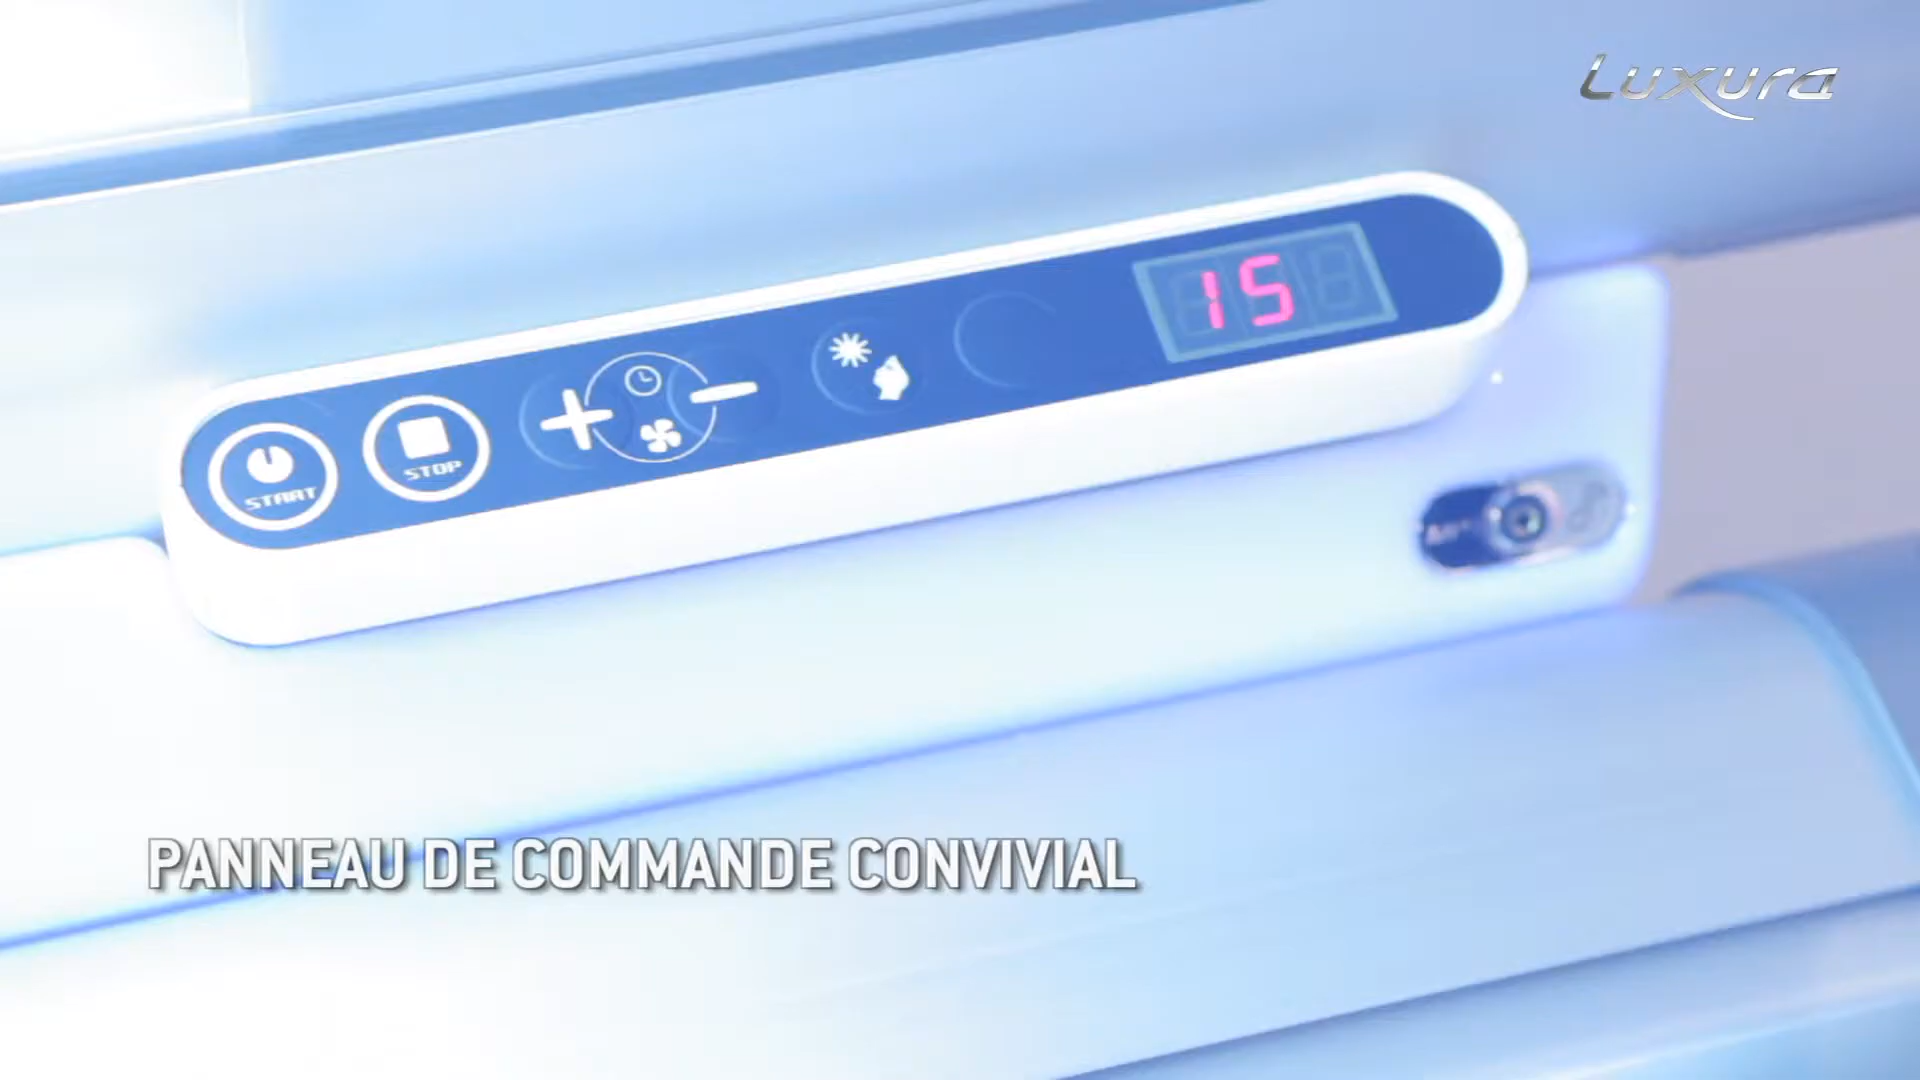 Luxura
15
START
STOP
PANNEAU DE COMMANDE CONVIVIAL